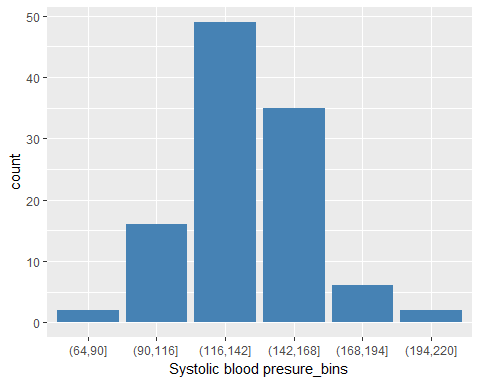 50
40
30
20
10
0
count
(64,90] (90,116] (116,142] (142,168] (168,194] (194,220]
Systolic blood presure_bins